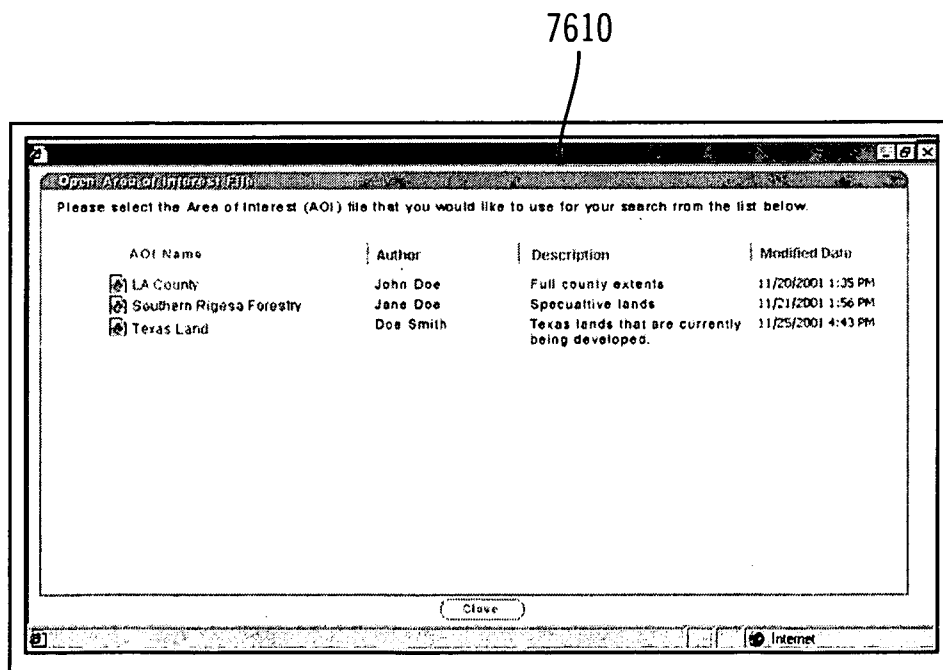 7610
Open Area of Interest File
Please select the Area of Interest (AOI) file that you would like to use for your search from the list below.
AOI Name Author Description Modified Date
LA County John Doe Full county extents 11/20/2001 1:35 PM
Southern Rigesa Forestry Jane Doe Specualtive lands 11/21/2001 1:56 PM
Texas Land Doe Smith Texas lands that are currently 11/25/2001 4:43 PM
being developed.
Close
Internet